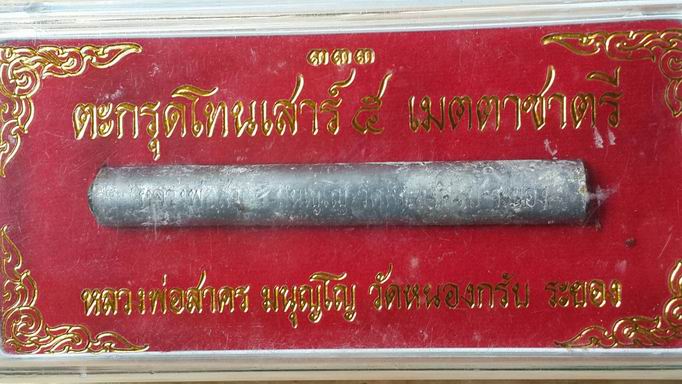 ๓๓๓
ตะกรุดโทนเสาร์ ๕ เมตตาชาตรี
หลวงพ่อสาคร มนุญโญ วัดหนองกรับ ระยอง